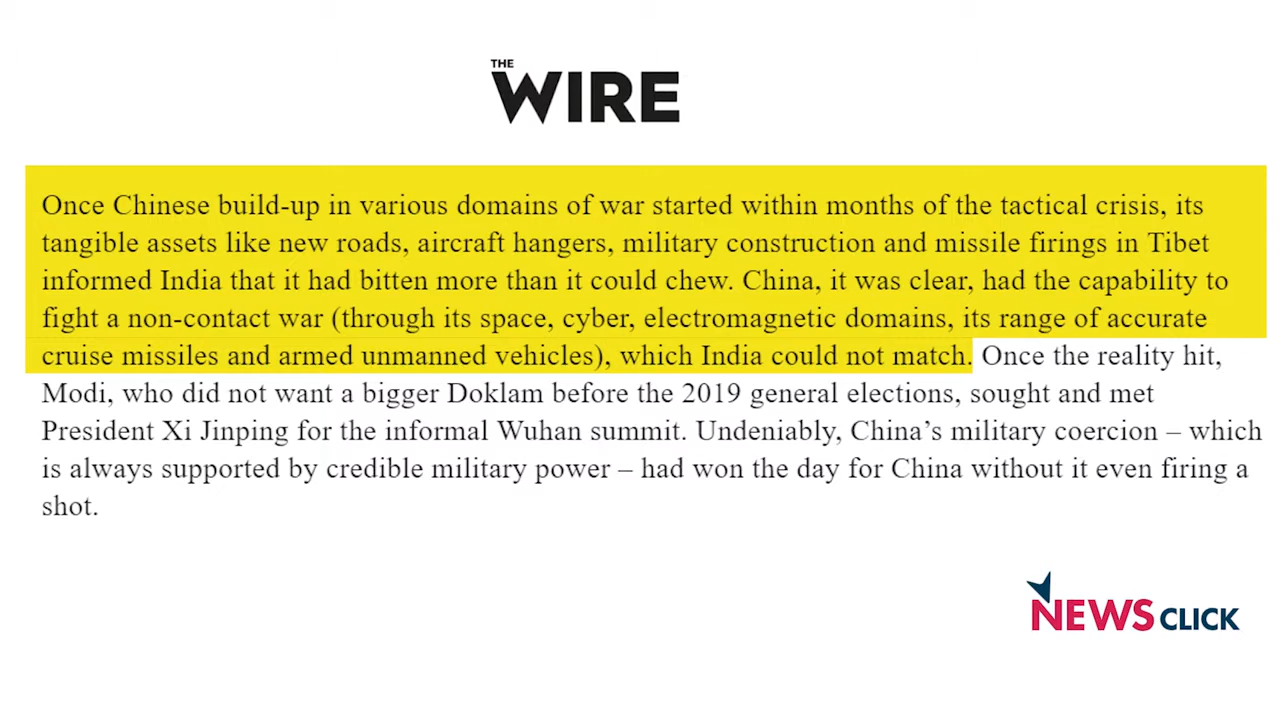 THE
WIRE
Once Chinese build-up in various domains of war started within months of the tactical crisis, its
tangible assets like new roads, aircraft hangers, military construction and missile firings in Tibet
informed India that it had bitten more than it could chew. China, it was clear, had the capability to
fight a non-contact war (through its space, cyber, electromagnetic domains, its range of accurate
cruise missiles and armed unmanned vehicles), which India could not match. Once the reality hit,
Modi, who did not want a bigger Doklam before the 2019 general elections, sought and met
President Xi Jinping for the informal Wuhan summit. Undeniably, China’s military coercion – which
is always supported by credible military power – had won the day for China without it even firing a
shot.
NEWSCLICK